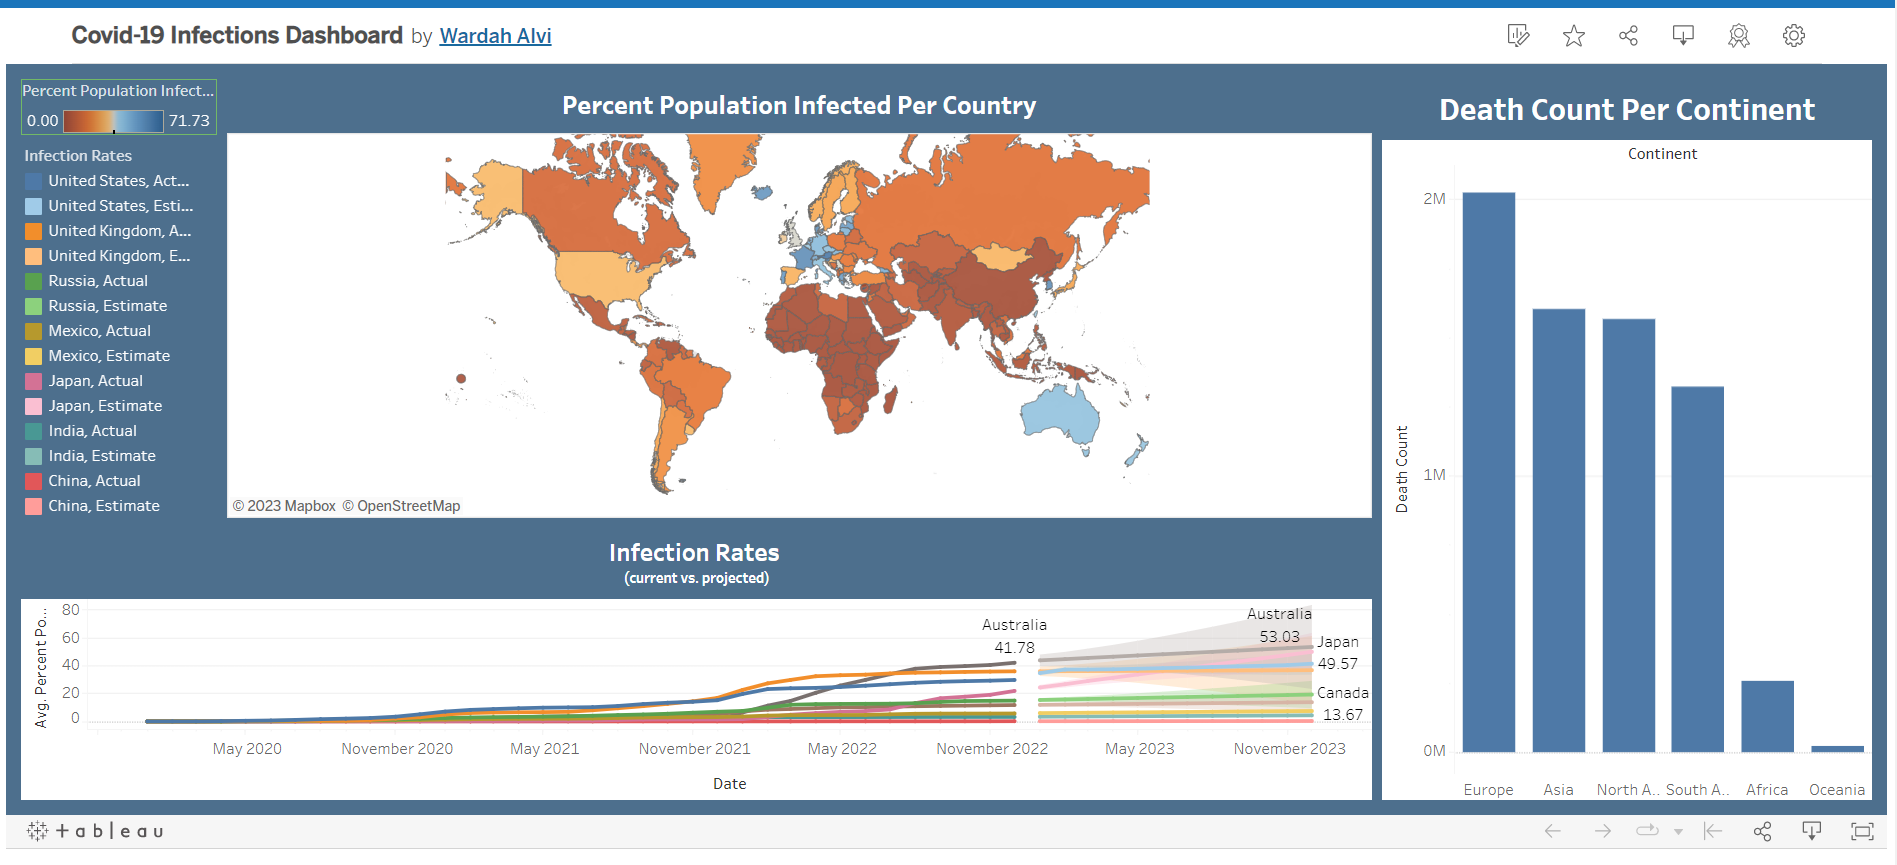 Covid-19 Infections Dashboard by Wardah Alvi
Percent Population Infect...
0.00 71.73
Infection Rates
United States, Act...
United States, Esti...
United Kingdom, A...
United Kingdom, E...
Russia, Actual
Russia, Estimate
Mexico, Actual
Mexico, Estimate
Japan, Actual
Japan, Estimate
India, Actual
India, Estimate
China, Actual
China, Estimate
Percent Population Infected Per Country
© 2023 Mapbox © OpenStreetMap
Infection Rates
(current vs. projected)
Avg. Percent Po...
80
60
40
20
0
Australia
41.78
Australia
53.03
Japan
49.57
Canada
13.67
May 2020 November 2020 May 2021 November 2021 May 2022 November 2022 May 2023 November 2023
Date
Death Count Per Continent
Continent
Death Count
2M
1M
0M
Europe Asia North A.. South A.. Africa Oceania
+ a b l e a u